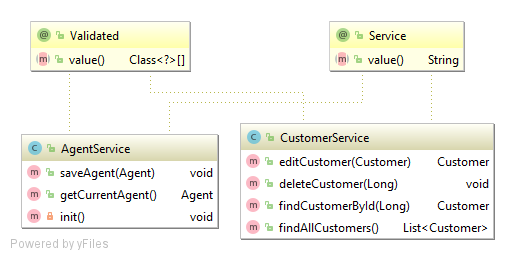 @ Validated
m value() Class<?>[]
@ Service
m value() String
C AgentService
m saveAgent(Agent) void
m getCurrentAgent() Agent
m init() void
C CustomerService
m editCustomer(Customer) Customer
m deleteCustomer(Long) void
m findCustomerById(Long) Customer
m findAllCustomers() List<Customer>
Powered by yFiles